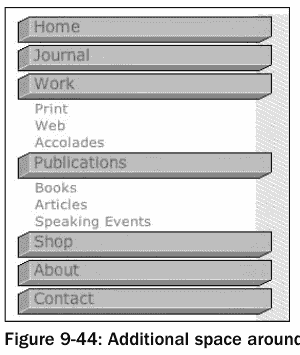 Home
Journal
Work
Print
Web
Accolades
Publications
Books
Articles
Speaking Events
Shop
About
Contact
Figure 9-44: Additional space around